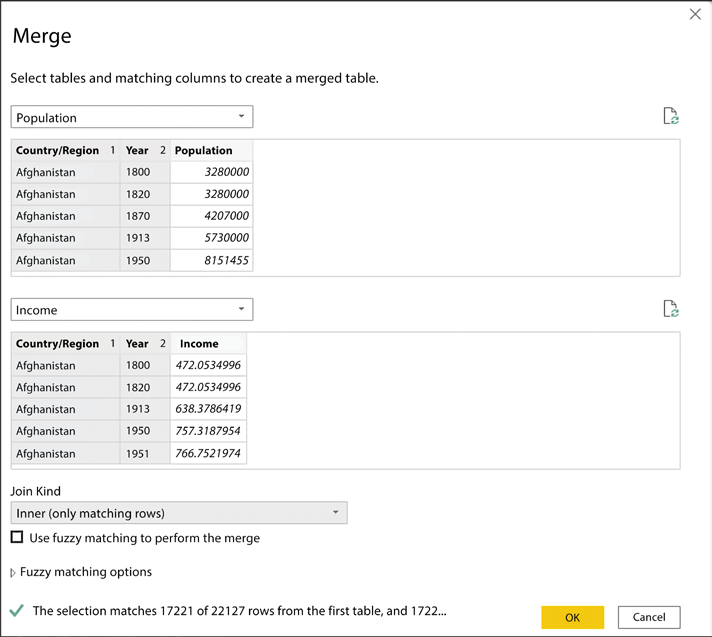 Merge
Select tables and matching columns to create a merged table.
Population
Country/Region 1 Year 2 Population
Afghanistan 1800 3280000
Afghanistan 1820 3280000
Afghanistan 1870 4207000
Afghanistan 1913 5730000
Afghanistan 1950 8151455
Income
Country/Region 1 Year 2 Income
Afghanistan 1800 472.0534996
Afghanistan 1820 472.0534996
Afghanistan 1913 638.3786419
Afghanistan 1950 757.3187954
Afghanistan 1951 766.7521974
Join Kind
Inner (only matching rows)
Use fuzzy matching to perform the merge
Fuzzy matching options
The selection matches 17221 of 22127 rows from the first table, and 1722...
OK Cancel